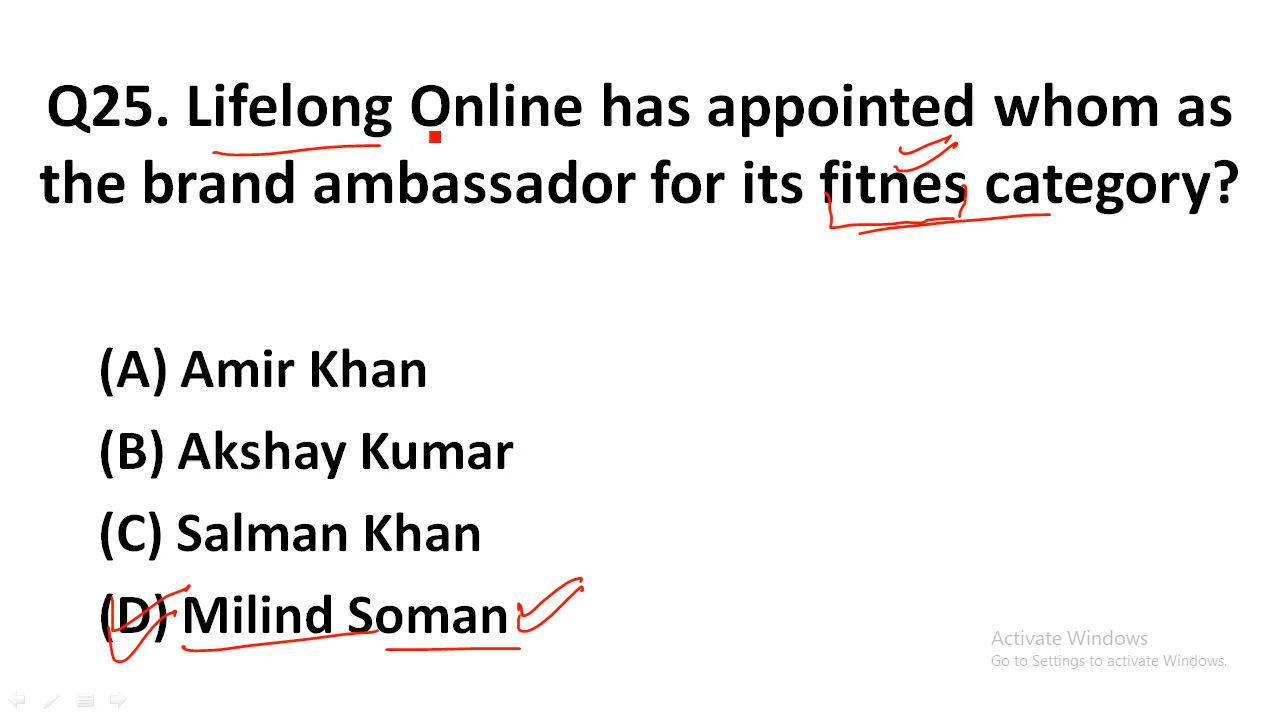 Q25. Lifelong Online has appointed whom as
the brand ambassador for its fitnes category?
(A) Amir Khan
(B) Akshay Kumar
(C) Salman Khan
(D) Milind Soman
Activate Windows
Go to Settings to activate Windows.